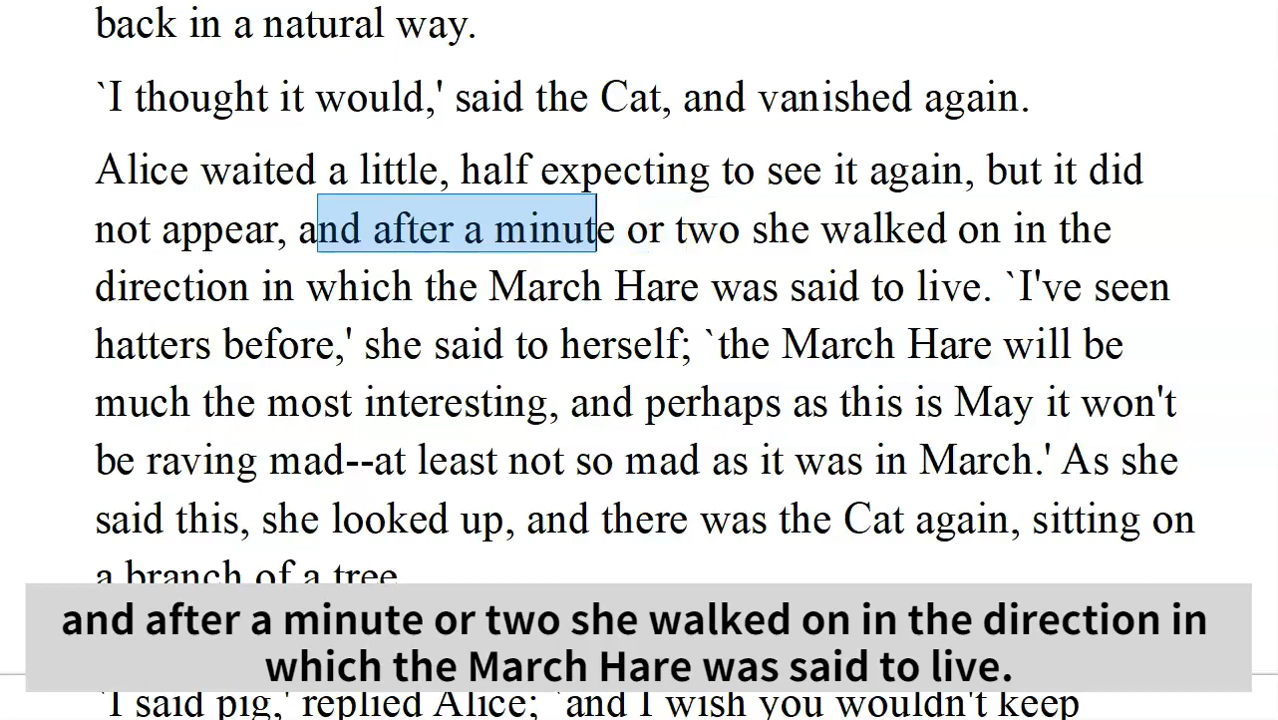 back in a natural way.
`I thought it would,' said the Cat, and vanished again.
Alice waited a little, half expecting to see it again, but it did
not appear, and after a minute or two she walked on in the
direction in which the March Hare was said to live. `I've seen
hatters before,' she said to herself; `the March Hare will be
much the most interesting, and perhaps as this is May it won't
be raving mad--at least not so mad as it was in March.' As she
said this, she looked up, and there was the Cat again, sitting on
a branch of a tree.
and after a minute or two she walked on in the direction in
which the March Hare was said to live.
`I said pig,' replied Alice; `and I wish you wouldn't keep